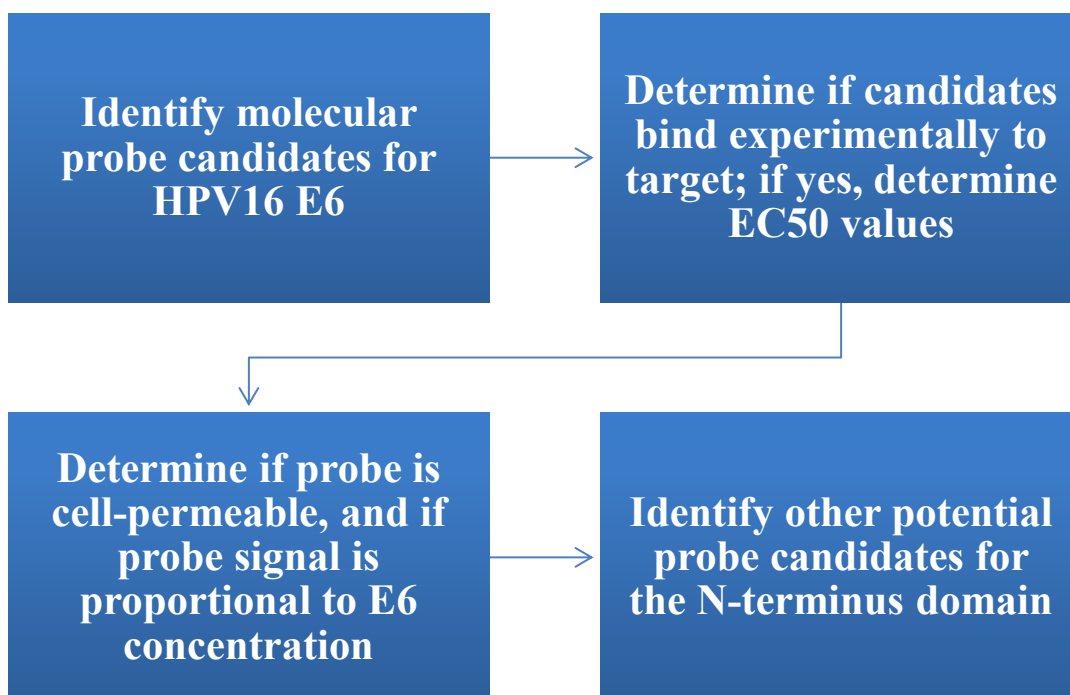 Identify molecular
probe candidates for
HPV16 E6
Determine if candidates
bind experimentally to
target; if yes, determine
EC50 values
Determine if probe is
cell-permeable, and if
probe signal is
proportional to E6
concentration
Identify other potential
probe candidates for
the N-terminus domain